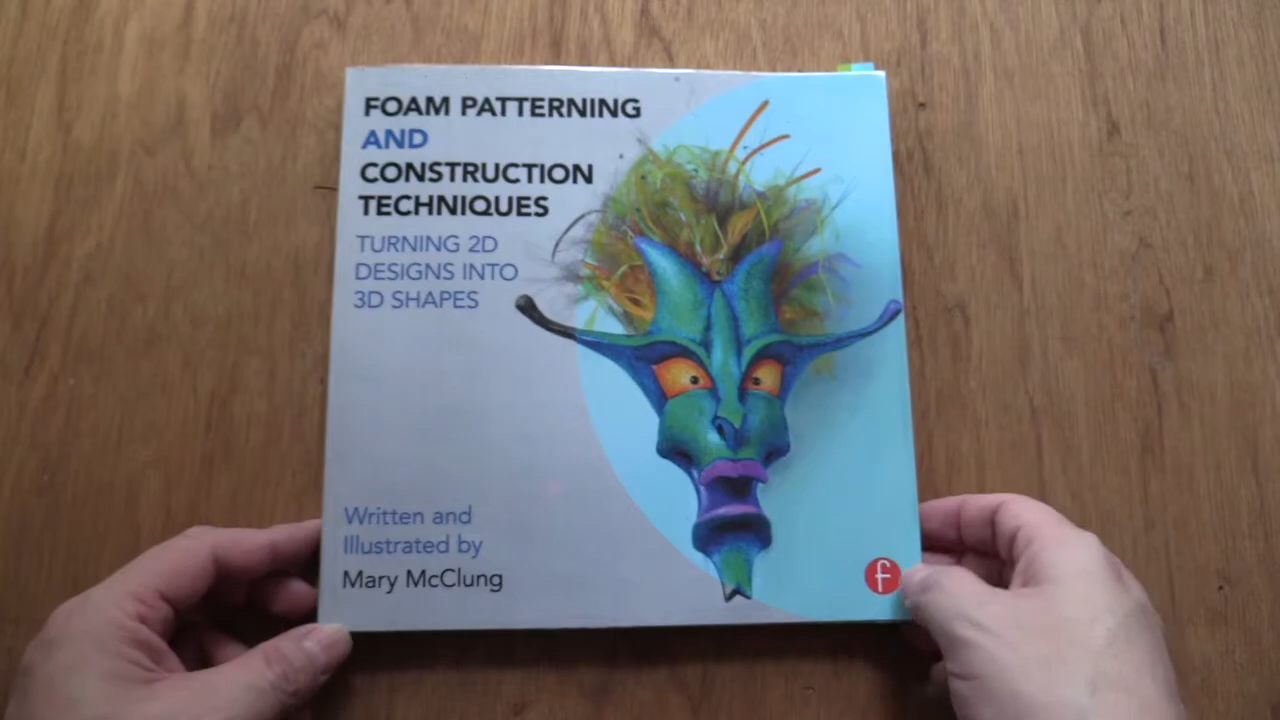 FOAM PATTERNING
AND
CONSTRUCTION
TECHNIQUES
TURNING 2D
DESIGNS INTO
3D SHAPES
Written and
Illustrated by
Mary McClung
f